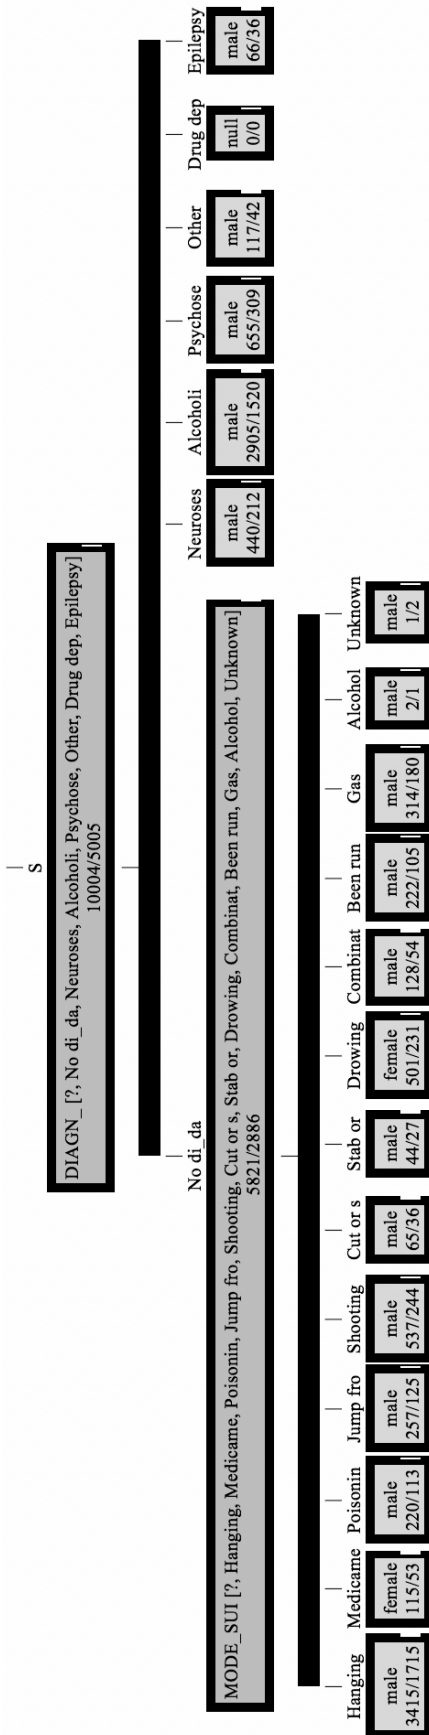 S
DIAGN_ [?, No di_da, Neuroses, Alcoholi, Psychose, Other, Drug dep, Epilepsy]
10004/5005
No di_da
Neuroses
Alcoholi
Psychose
Other
Drug dep
Epilepsy
MODE_SUI [?, Hanging, Medicame, Poisonin, Jump fro, Shooting, Cut or s, Stab or, Drowing, Combinat, Been run, Gas, Alcohol, Unknown]
5821/2886
male
440/212
male
2905/1520
male
655/309
male
117/42
null
0/0
male
66/36
Hanging
Medicame
Poisonin
Jump fro
Shooting
Cut or s
Stab or
Drowing
Combinat
Been run
Gas
Alcohol
Unknown
male
3415/1715
female
115/53
male
220/113
male
257/125
male
537/244
male
65/36
male
44/27
female
501/231
male
128/54
male
222/105
male
314/180
male
2/1
male
1/2